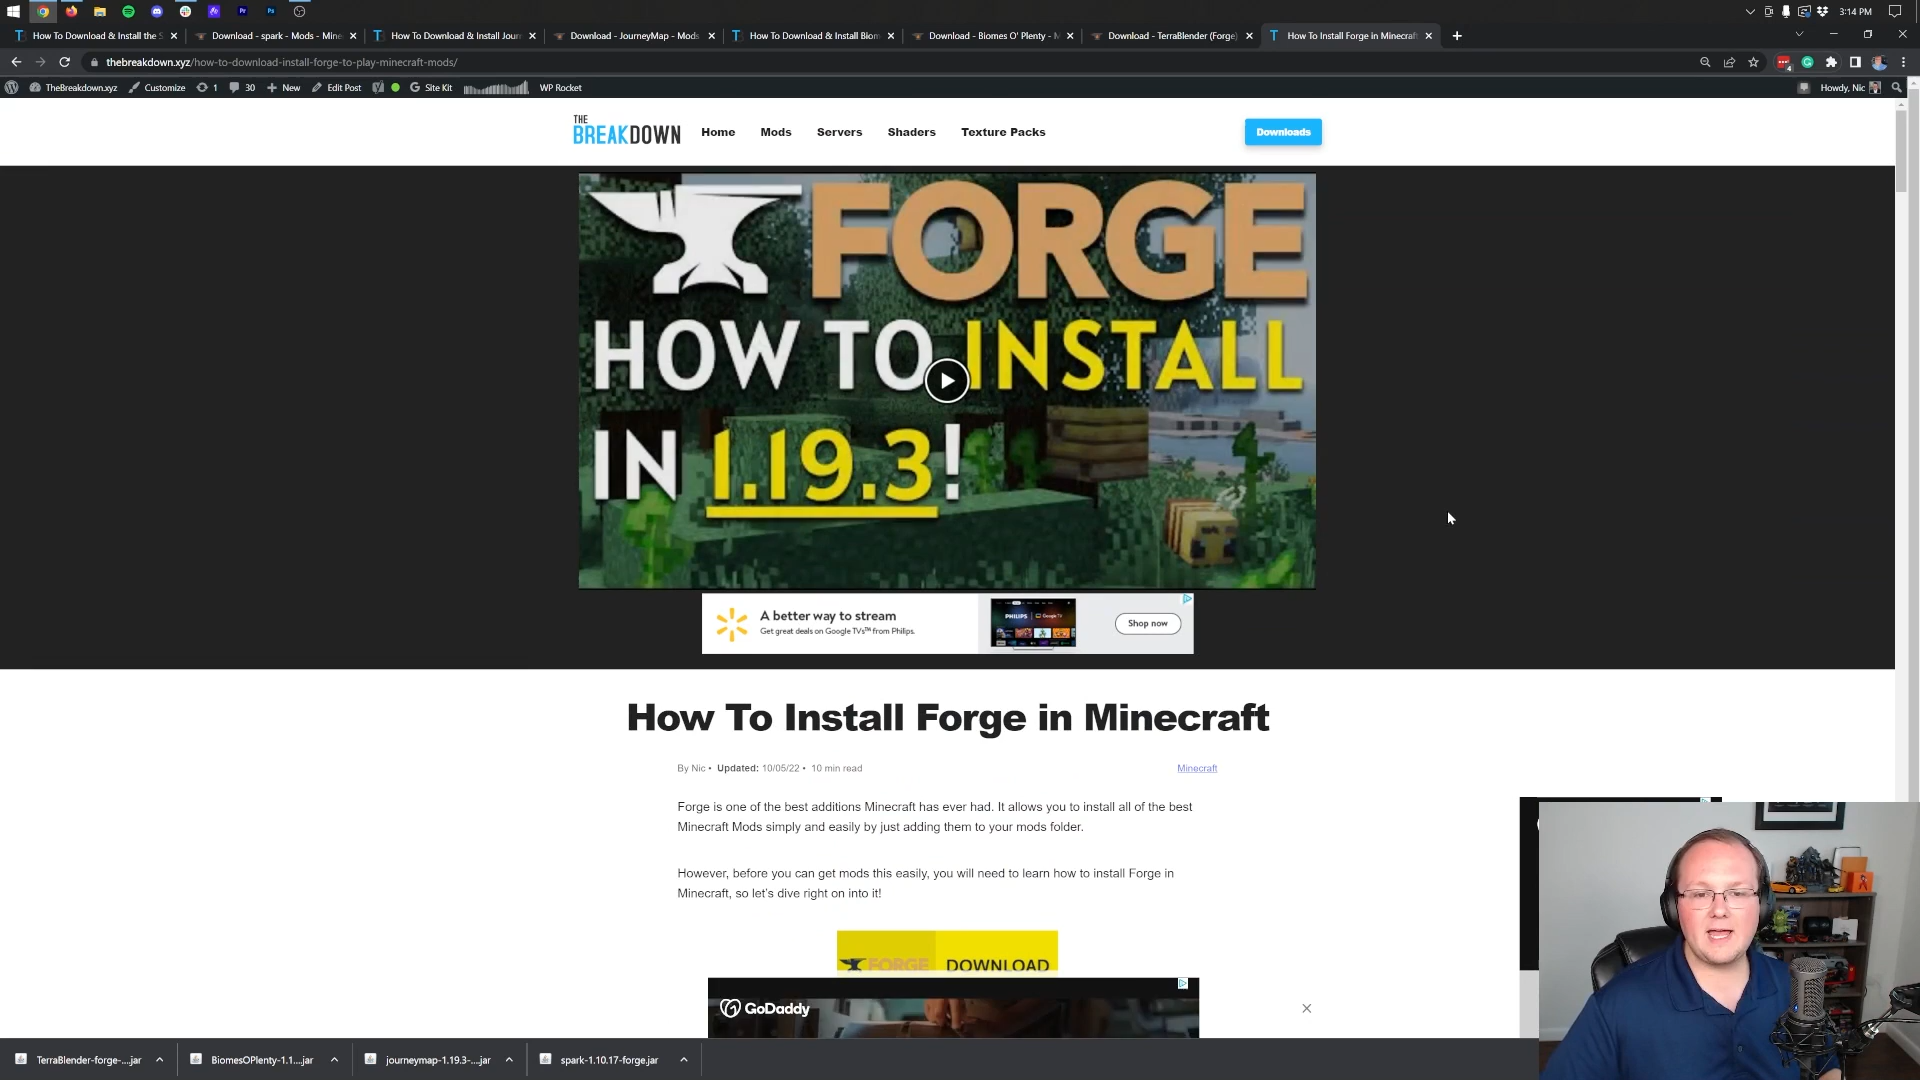 3:14 PM
How To Download & Install the S
Download - spark - Mods - Mine
How To Download & Install Jour
Download - JourneyMap - Mods
How To Download & Install Biom
Download - Biomes O' Plenty - M
Download - TerraBlender (Forge)
How To Install Forge in Minecraft
thebreakdown.xyz/how-to-download-install-forge-to-play-minecraft-mods/
4
TheBreakdown.xyz
Customize
1
30
New
Edit Post
Site Kit
WP Rocket
Howdy, Nic
THE
BREAKDOWN
Home
Mods
Servers
Shaders
Texture Packs
Downloads
FORGE
HOW TO INSTALL
IN 1.19.3!
A better way to stream
Get great deals on Google TVs™ from Philips.
PHILIPS
Google TV
Shop now
How To Install Forge in Minecraft
By Nic • Updated: 10/05/22 • 10 min read
Minecraft
Forge is one of the best additions Minecraft has ever had. It allows you to install all of the best
Minecraft Mods simply and easily by just adding them to your mods folder.
However, before you can get mods this easily, you will need to learn how to install Forge in
Minecraft, so let's dive right on into it!
FORGE
DOWNLOAD
GoDaddy
TerraBlender-forge-....jar
BiomesOPlenty-1.1....jar
journeymap-1.19.3-....jar
spark-1.10.17-forge.jar